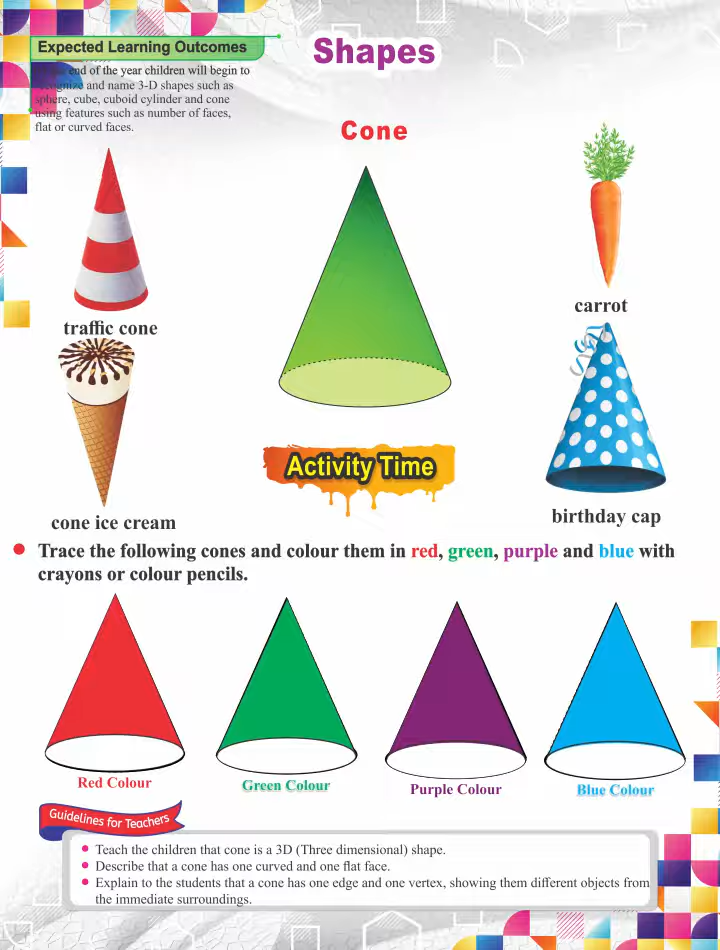 Expected Learning Outcomes
end of the year children will begin to
recognize and name 3-D shapes such as
sphere, cube, cuboid cylinder and cone
using features such as number of faces,
flat or curved faces.
Shapes
Cone
traffic cone
carrot
cone ice cream
birthday cap
Activity Time
Trace the following cones and colour them in red, green, purple and blue with
crayons or colour pencils.
Red Colour
Green Colour
Purple Colour
Blue Colour
Guidelines for Teachers
Teach the children that cone is a 3D (Three dimensional) shape.
Describe that a cone has one curved and one flat face.
Explain to the students that a cone has one edge and one vertex, showing them different objects from
the immediate surroundings.